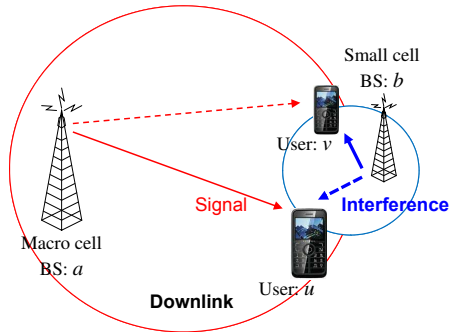 Small cell
BS: b
User: v
Signal
Interference
Macro cell
BS: a
User: u
Downlink